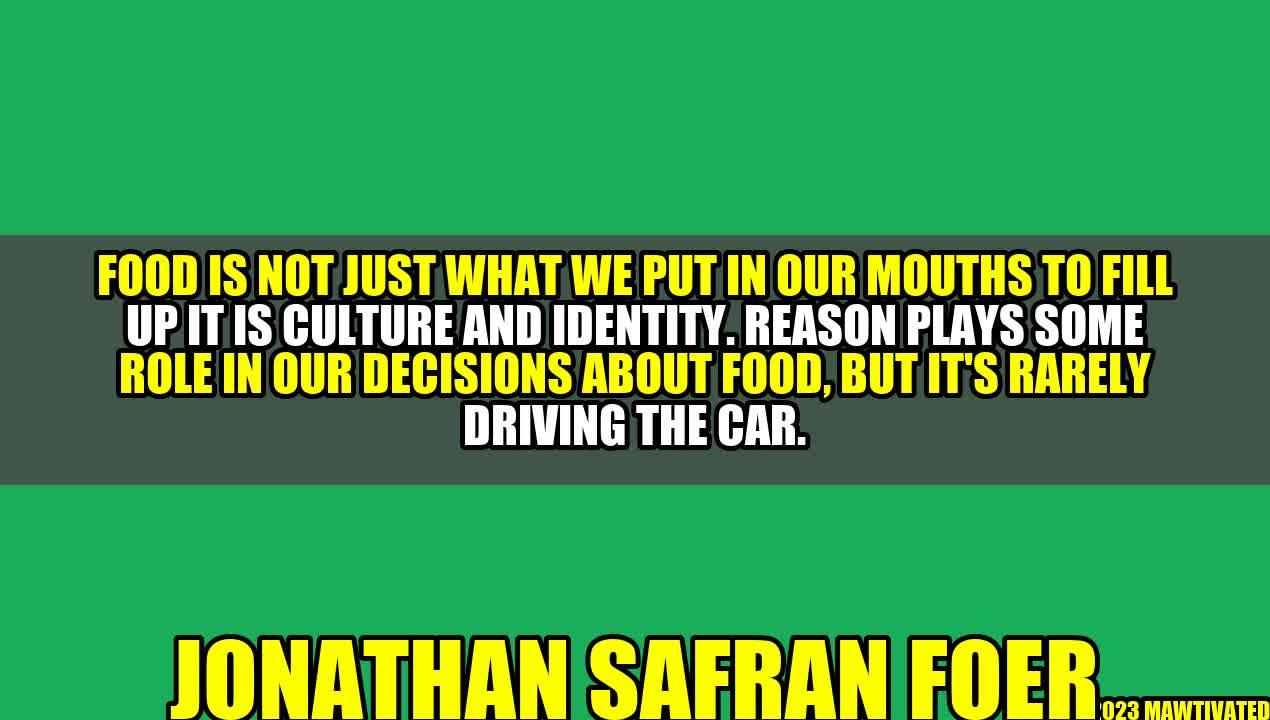 FOOD IS NOT JUST WHAT WE PUT IN OUR MOUTHS TO FILL
UP IT IS CULTURE AND IDENTITY. REASON PLAYS SOME
ROLE IN OUR DECISIONS ABOUT FOOD, BUT IT'S RARELY
DRIVING THE CAR.
JONATHAN SAFRAN FOER
023 MAWTIVATED